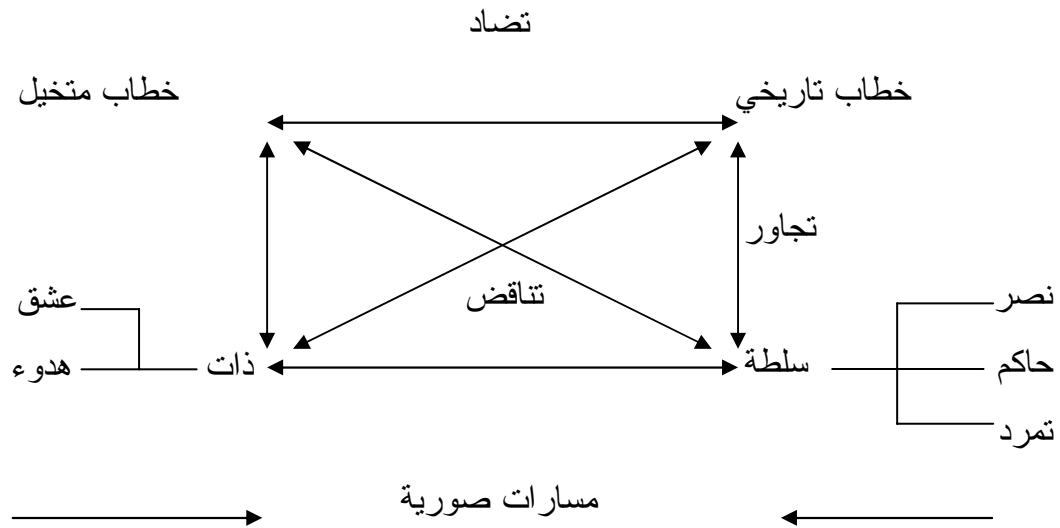 تضاد
خطاب تاريخي
خطاب متخيل
تجاور
تناقض
نصر
عشق
حاكم
سلطة
ذات
هدوء
تمرد
مسارات صورية